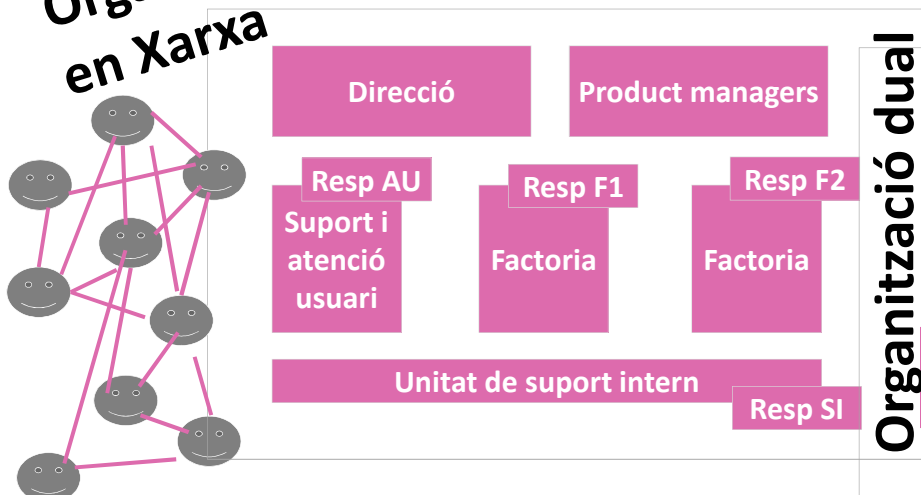 en Xarxa
Direcció
Product managers
Resp AU
Resp F1
Resp F2
Suport i
atenció
usuari
Factoria
Factoria
Unitat de suport intern
Resp SI
Organització dual